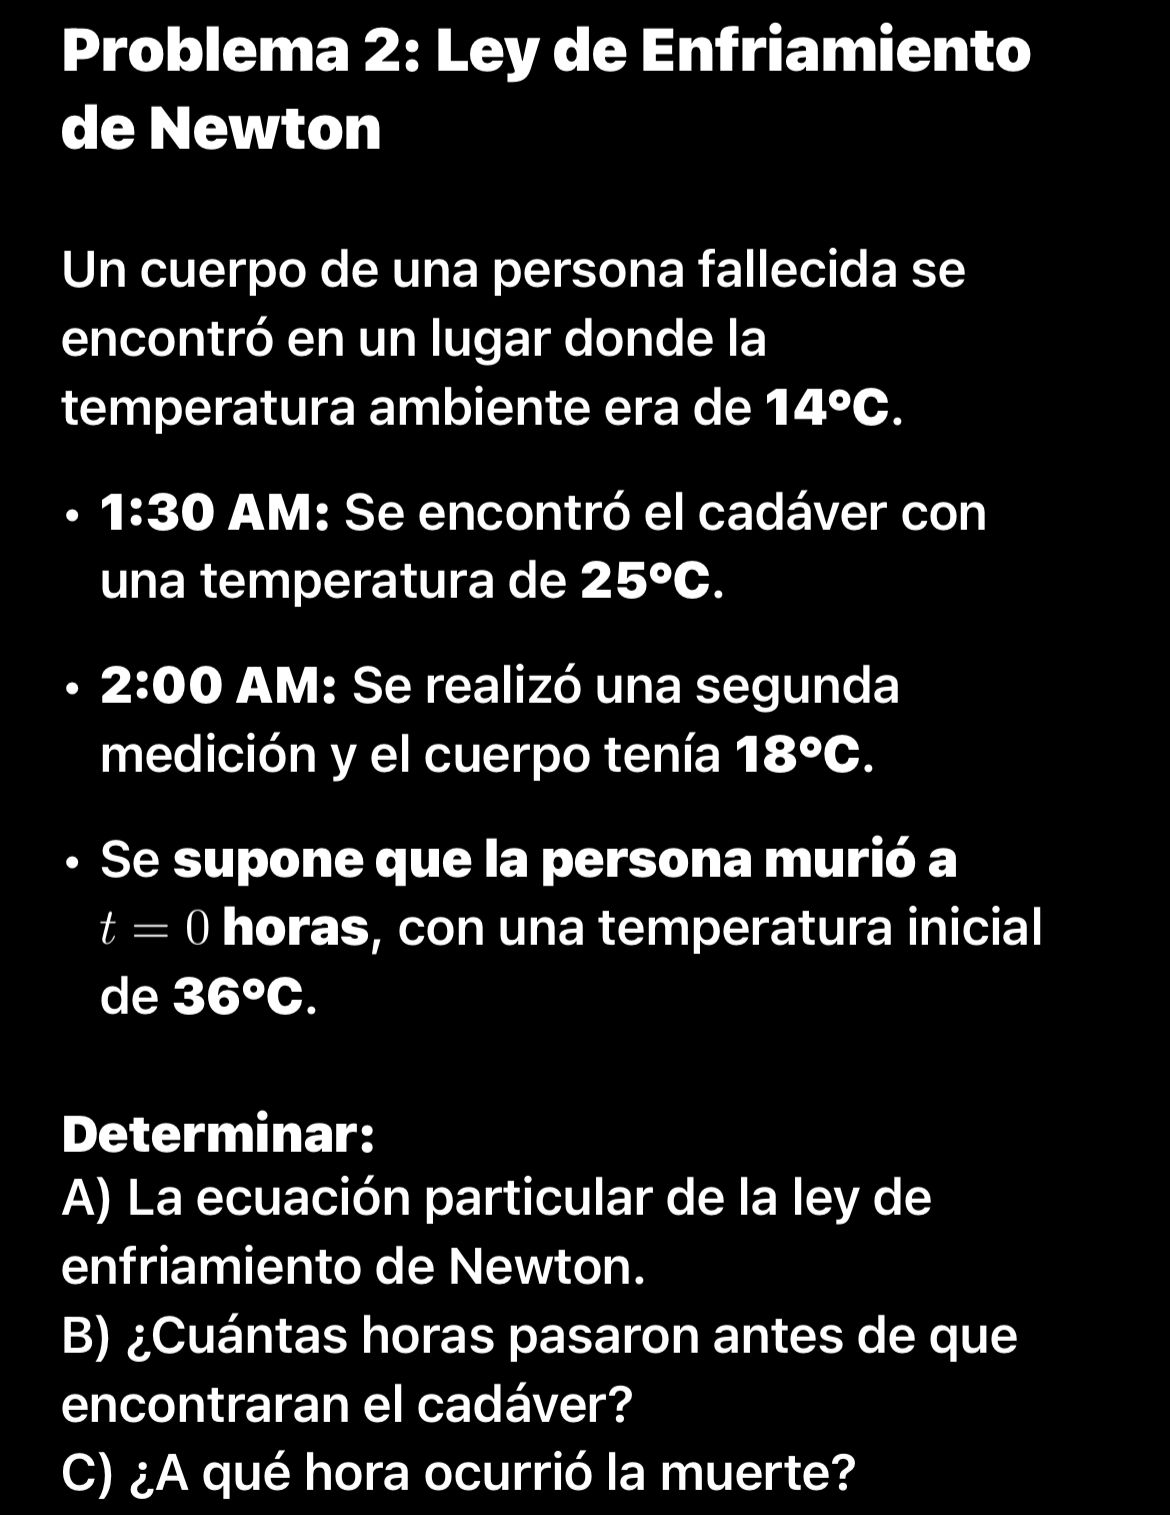 Problema 2: Ley de Enfriamiento
de Newton
Un cuerpo de una persona fallecida se
encontró en un lugar donde la
temperatura ambiente era de 14°C.
• 1:30 AM: Se encontró el cadáver con
una temperatura de 25°C.
• 2:00 AM: Se realizó una segunda
medición y el cuerpo tenía 18°C.
• Se supone que la persona murió a
t = 0 horas, con una temperatura inicial
de 36°C.
Determinar:
A) La ecuación particular de la ley de
enfriamiento de Newton.
B) ¿Cuántas horas pasaron antes de que
encontraran el cadáver?
C) ¿A qué hora ocurrió la muerte?